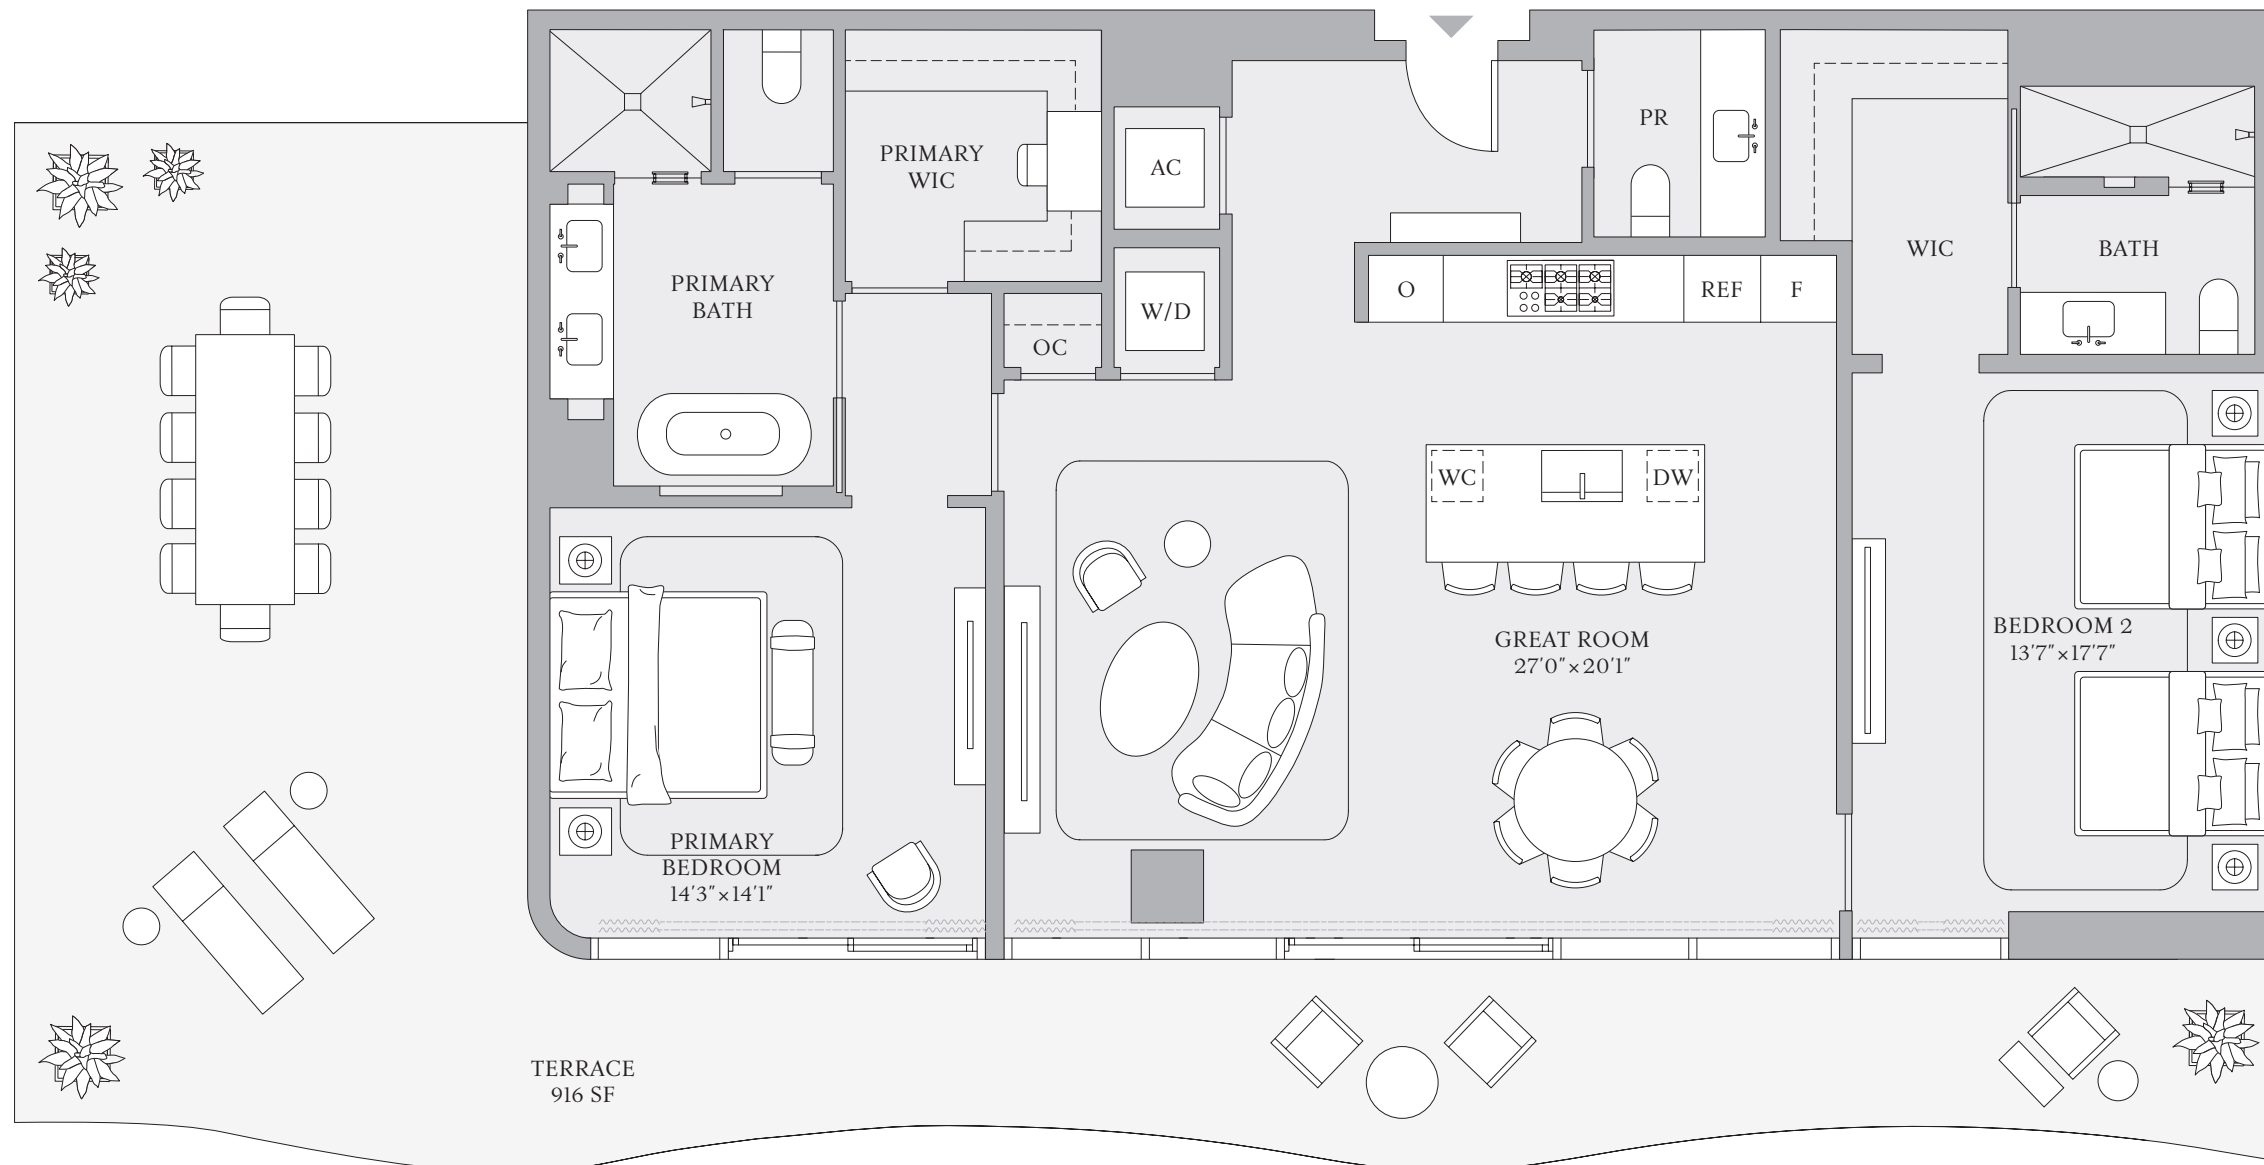 PR
AC
PRIMARY
WIC
WIC
BATH
PRIMARY
BATH
O
REF
F
W/D
OC
WC
DW
BEDROOM 2
13'7"×17'7"
GREAT ROOM
27'0"×20'1"
PRIMARY
BEDROOM
14'3"×14'1"
TERRACE
916 SF